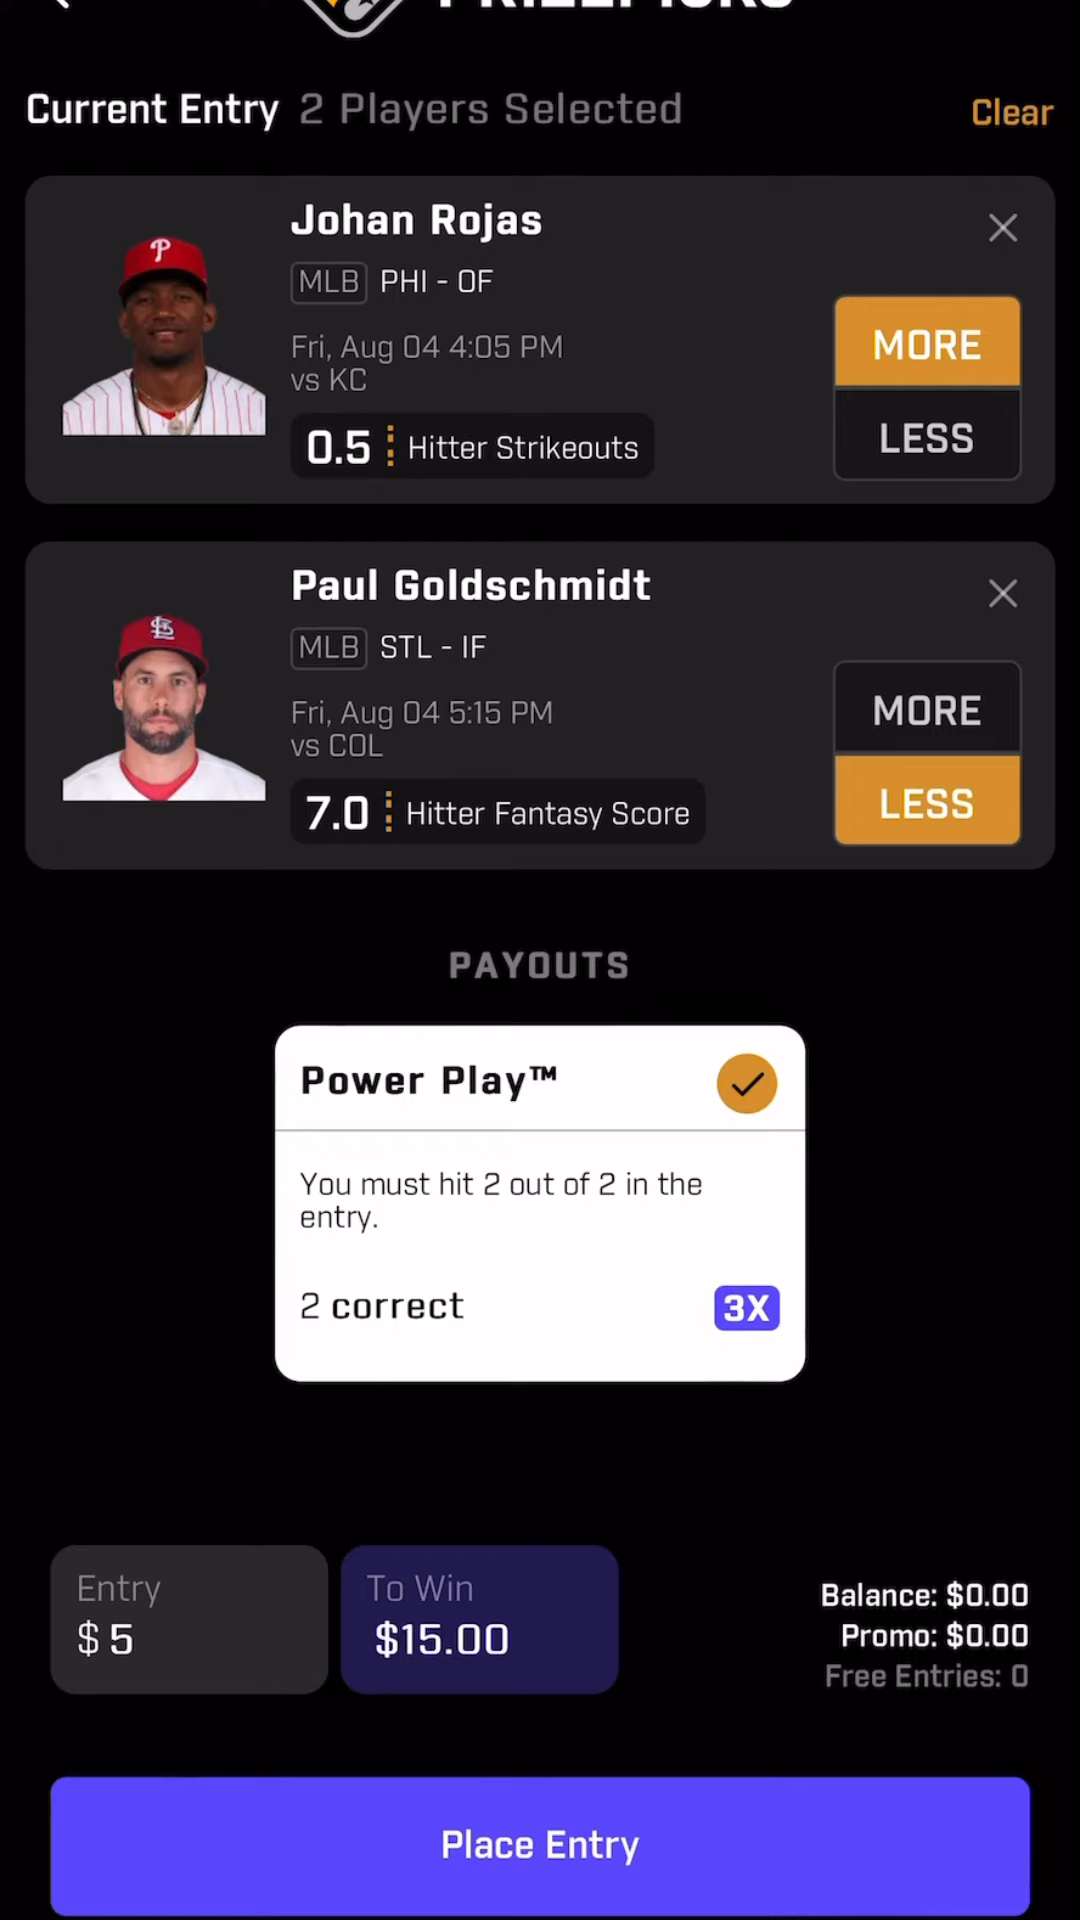 Current Entry 2 Players Selected
Clear
Johan Rojas
MLB PHI - OF
Fri, Aug 04 4:05 PM
vs KC
0.5 Hitter Strikeouts
MORE
LESS
Paul Goldschmidt
MLB STL - IF
Fri, Aug 04 5:15 PM
vs COL
7.0 Hitter Fantasy Score
MORE
LESS
PAYOUTS
Power Play™
You must hit 2 out of 2 in the
entry.
2 correct 3X
Entry
$ 5
To Win
$15.00
Balance: $0.00
Promo: $0.00
Free Entries: 0
Place Entry